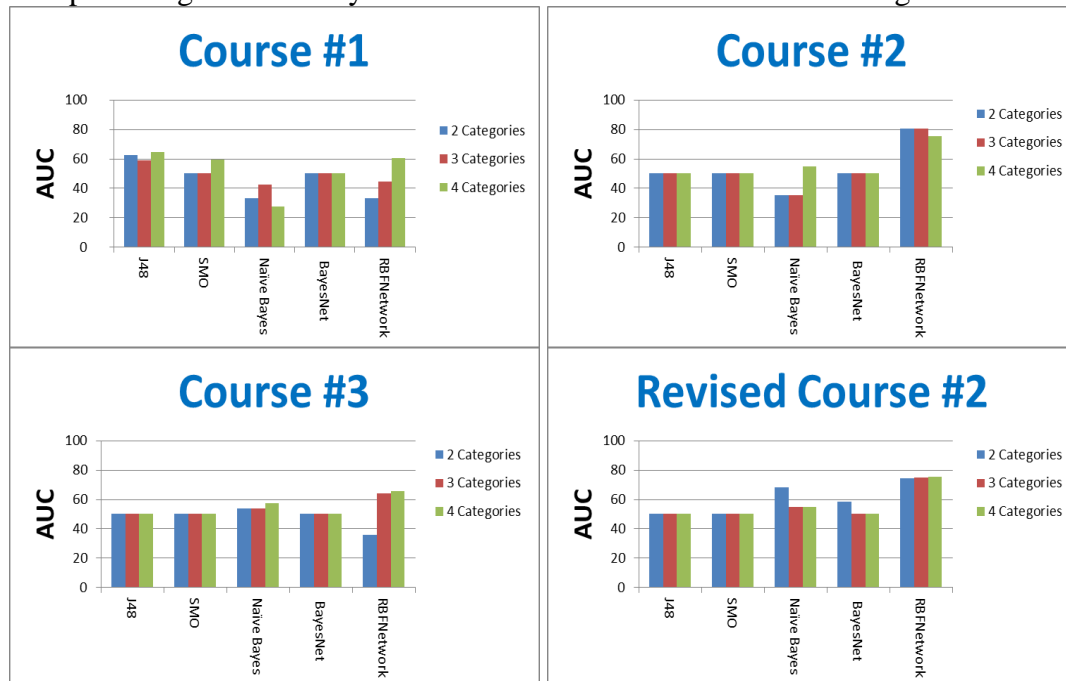 Course #1
100
80
60
40
20
0
AUC
J48
SMO
Naïve Bayes
BayesNet
RBFNetwork
2 Categories
3 Categories
4 Categories
Course #2
100
80
60
40
20
0
AUC
J48
SMO
Naïve Bayes
BayesNet
RBFNetwork
2 Categories
3 Categories
4 Categories
Course #3
100
80
60
40
20
0
AUC
J48
SMO
Naïve Bayes
BayesNet
RBFNetwork
2 Categories
3 Categories
4 Categories
Revised Course #2
100
80
60
40
20
0
AUC
J48
SMO
Naïve Bayes
BayesNet
RBFNetwork
2 Categories
3 Categories
4 Categories